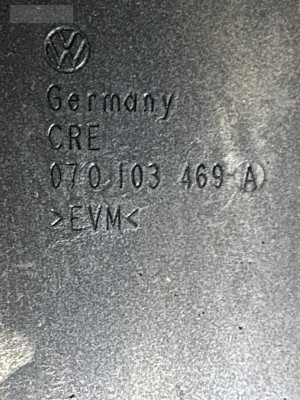 Germany
CRE
070 103 469 A
>EVM<